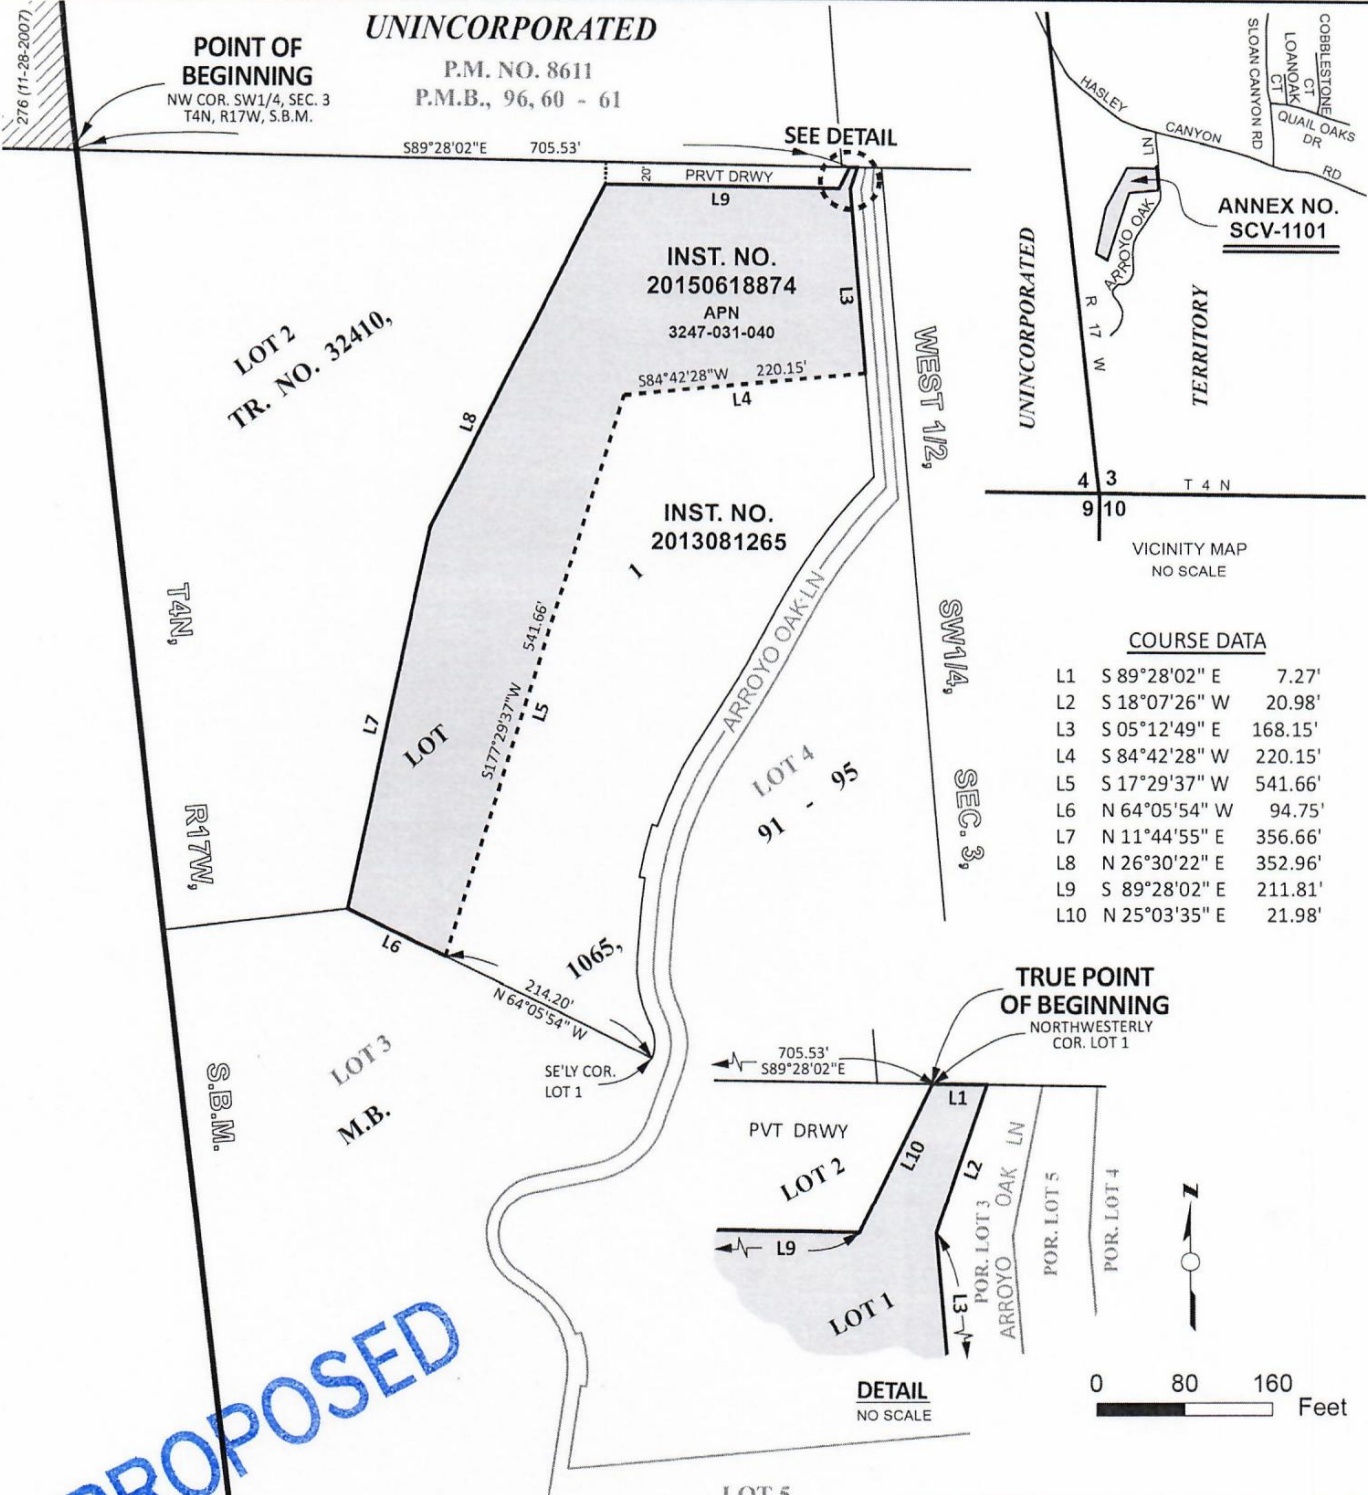 276 (11-28-2007)
UNINCORPORATED
P.M. NO. 8611
P.M.B., 96, 60 - 61
POINT OF
BEGINNING
NW COR. SW1/4, SEC. 3
T4N, R17W, S.B.M.
S89°28'02"E 705.53'
SEE DETAIL
20'
PRVT DRWY
L9
INST. NO.
20150618874
APN
3247-031-040
L3
S84°42'28"W 220.15'
L4
LOT 2
TR. NO. 32410,
L8
INST. NO.
2013081265
1
541.66'
S177°29'37"W
L5
L7
LOT
ARROYO OAK LN
LOT 4
91 - 95
WEST 1/2,
SW1/4,
SEC. 3,
T4N,
R17W,
S.B.M.
L6
1065,
214.20'
N 64°05'54" W
SE'LY COR.
LOT 1
LOT 3
M.B.
PROPOSED
LOT 5
HASLEY
CANYON
RD
LN
SLOAN CANYON RD
LOANOAK
CT
COBBLESTONE
CT
QUAIL OAKS
DR
ANNEX NO.
SCV-1101
ARROYO OAK
UNINCORPORATED
R 17 W
TERRITORY
4 3
T 4 N
9 10
VICINITY MAP
NO SCALE
COURSE DATA
L1 S 89°28'02" E 7.27'
L2 S 18°07'26" W 20.98'
L3 S 05°12'49" E 168.15'
L4 S 84°42'28" W 220.15'
L5 S 17°29'37" W 541.66'
L6 N 64°05'54" W 94.75'
L7 N 11°44'55" E 356.66'
L8 N 26°30'22" E 352.96'
L9 S 89°28'02" E 211.81'
L10 N 25°03'35" E 21.98'
TRUE POINT
OF BEGINNING
NORTHWESTERLY
COR. LOT 1
705.53'
S89°28'02"E
L1
PVT DRWY
LOT 2
L10
L2
L9
LOT 1
L3
POR. LOT 3
ARROYO OAK LN
POR. LOT 5
POR. LOT 4
N
DETAIL
NO SCALE
0 80 160
Feet